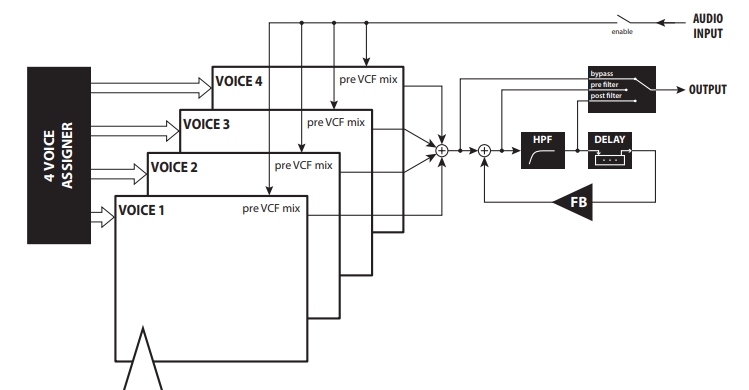 AUDIO
INPUT
enable
4 VOICE
ASSIGNER
VOICE 4
pre VCF mix
VOICE 3
pre VCF mix
VOICE 2
pre VCF mix
VOICE 1
pre VCF mix
bypass
pre filter
post filter
OUTPUT
HPF
DELAY
FB